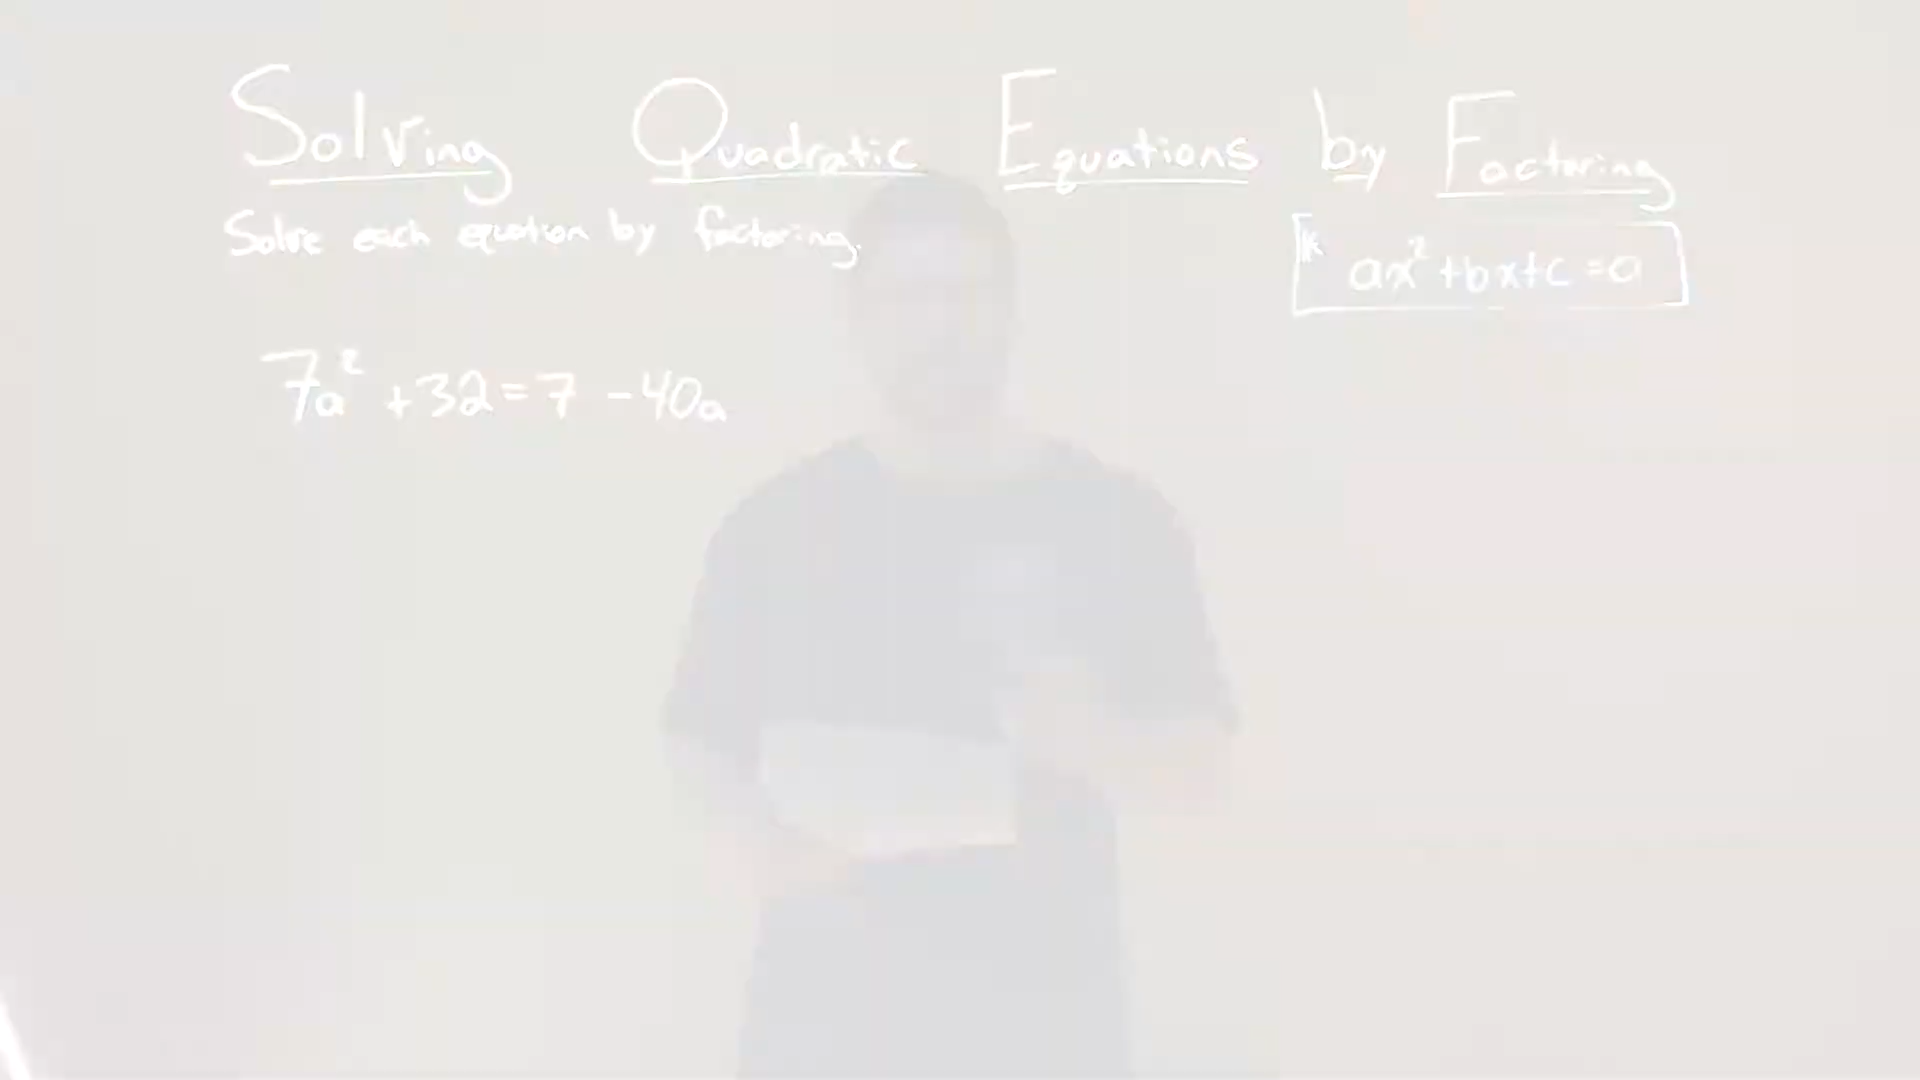 Solving Quadratic Equations by Factoring
Solve each equation by factoring.
ax² + bx + c = 0
7a² + 32 = 7 - 40a